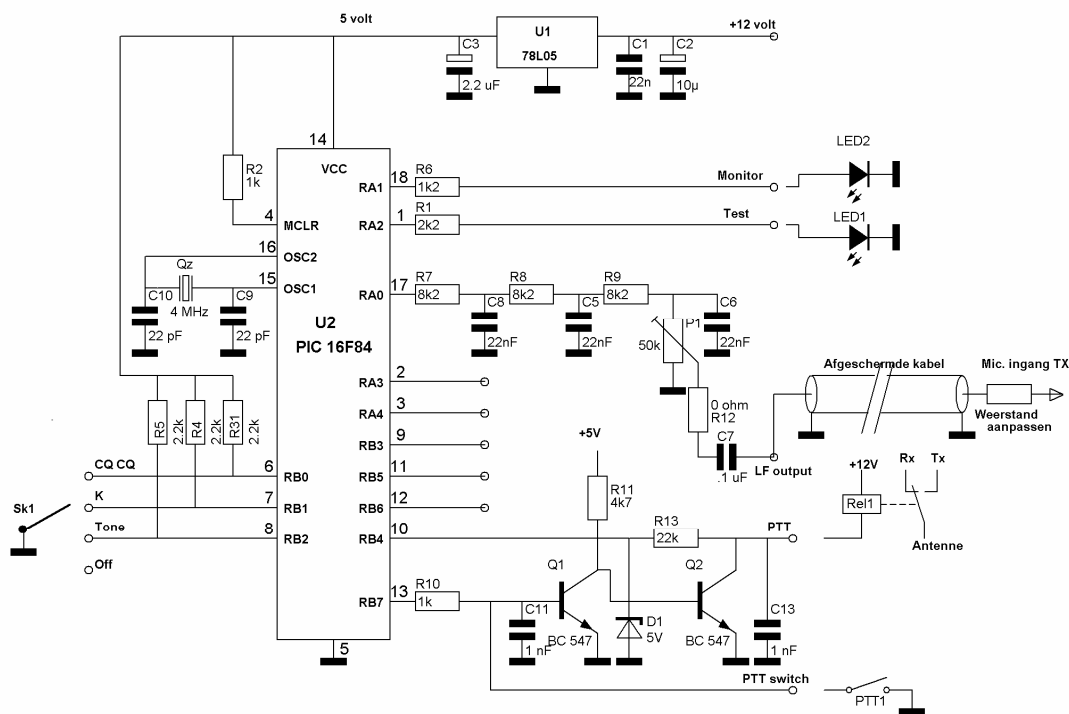 5 volt
U1
78L05
+12 volt
C3
2.2 uF
C1
22n
C2
10µ
14
VCC
R2
1k
4
MCLR
16
OSC2
15
OSC1
Qz
4 MHz
C10
22 pF
C9
22 pF
U2
PIC 16F84
18
RA1
R6
1k2
Monitor
LED2
1
RA2
R1
2k2
Test
LED1
17
RA0
R7
8k2
R8
8k2
R9
8k2
C8
22nF
C5
22nF
C6
22nF
P1
50k
0 ohm
R12
C7
.1 uF
LF output
Afgeschermde kabel
Mic. ingang TX
Weerstand
aanpassen
2
RA3
3
RA4
9
RB3
11
RB5
12
RB6
10
RB4
13
RB7
R5
2.2k
R4
2.2k
R31
2.2k
CQ CQ
6
RB0
K
7
RB1
Tone
8
RB2
Off
Sk1
5
+5V
R11
4k7
R13
22k
PTT
+12V
Rel1
Rx
Tx
Antenne
R10
1k
C11
1 nF
Q1
BC 547
D1
5V
Q2
BC 547
C13
1 nF
PTT switch
PTT1